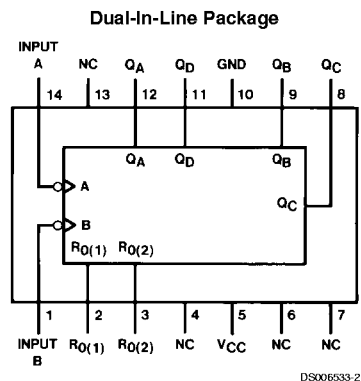 Dual-In-Line Package
INPUT
A NC QA QD GND QB QC
14 13 12 11 10 9 8
QA QD QB
A
QC
B
R0(1) R0(2)
1 2 3 4 5 6 7
INPUT R0(1) R0(2) NC VCC NC NC
B
DS006533-2